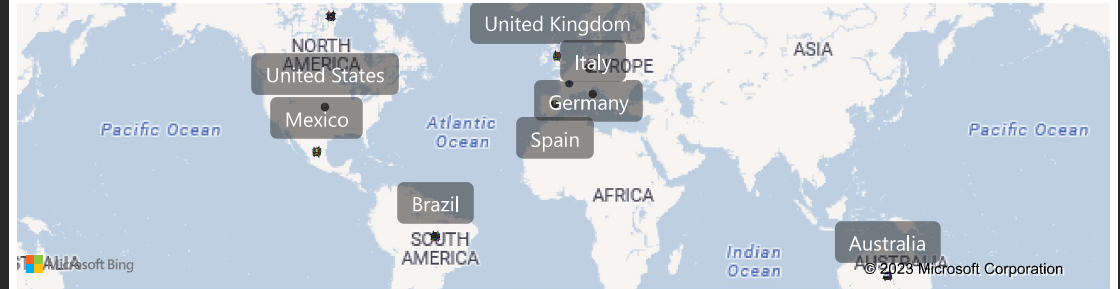 United Kingdom
NORTH
AMERICA
ASIA
Italy
EUROPE
United States
Germany
Mexico
Pacific Ocean
Atlantic
Ocean
Pacific Ocean
Spain
AFRICA
Brazil
SOUTH
AMERICA
Australia
Indian
Ocean
AUSTRALIA
Microsoft Bing
© 2023 Microsoft Corporation